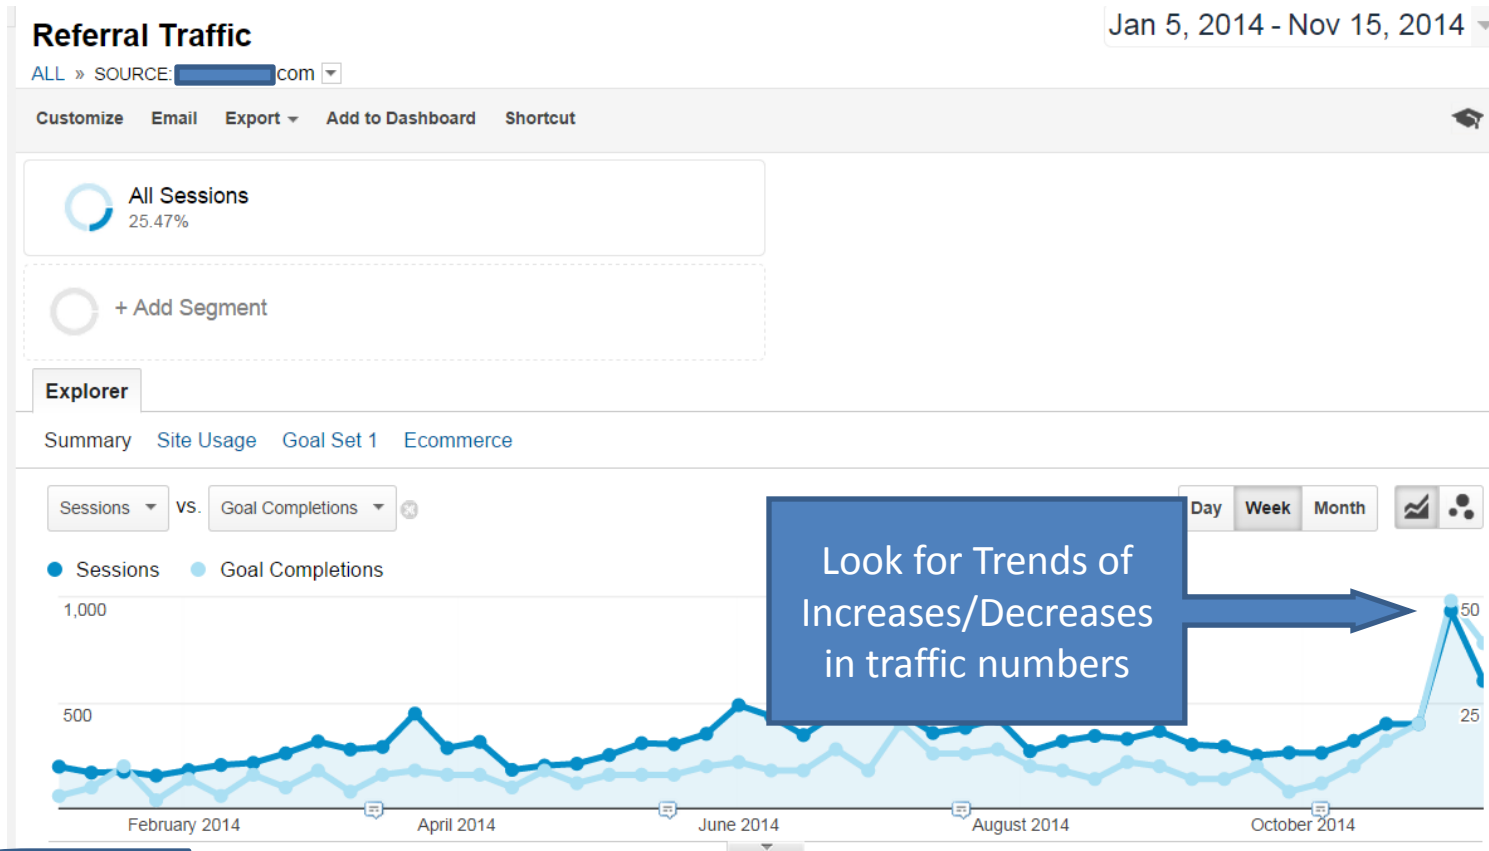 Referral Traffic
Jan 5, 2014 - Nov 15, 2014
ALL » SOURCE: com
Customize Email Export Add to Dashboard Shortcut
All Sessions
25.47%
+ Add Segment
Explorer
Summary Site Usage Goal Set 1 Ecommerce
Sessions VS. Goal Completions
Day Week Month
Look for Trends of
Increases/Decreases
in traffic numbers
Sessions Goal Completions
1,000
50
500
25
February 2014 April 2014 June 2014 August 2014 October 2014